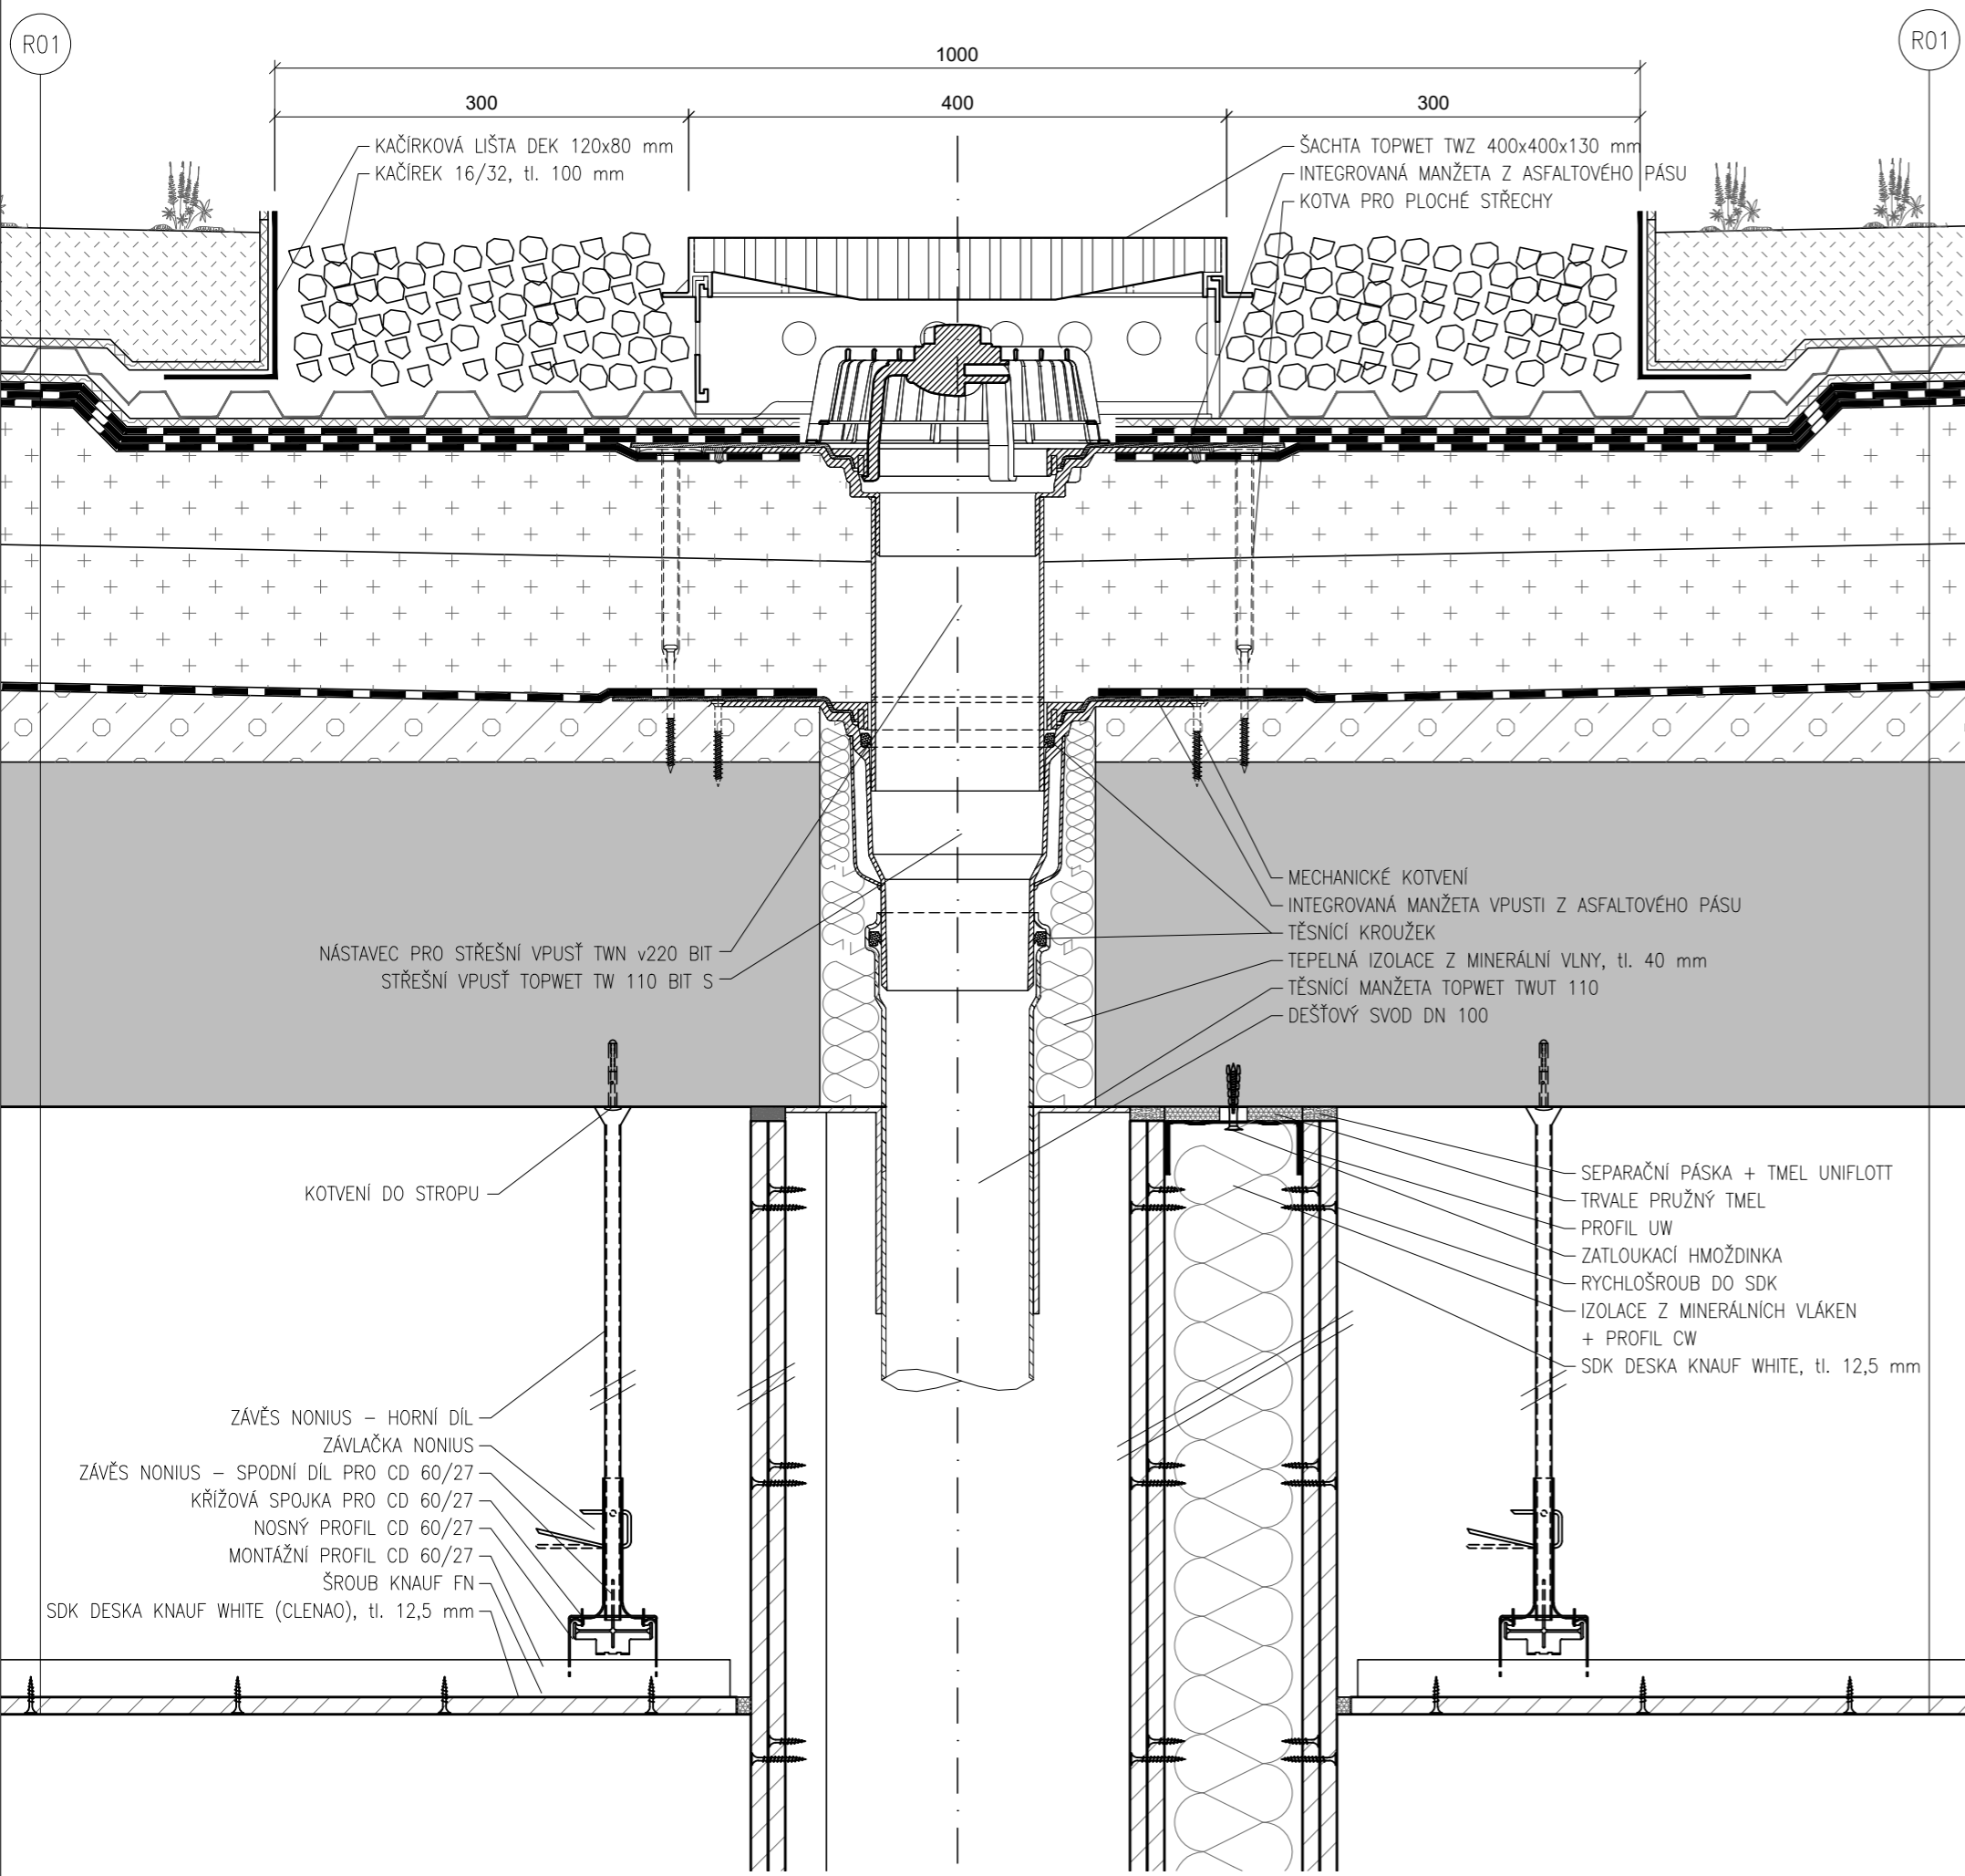 R01
R01
1000
300
400
300
KAČÍRKOVÁ LIŠTA DEK 120x80 mm
KAČÍREK 16/32, tl. 100 mm
ŠACHTA TOPWET TWZ 400x400x130 mm
INTEGROVANÁ MANŽETA Z ASFALTOVÉHO PÁSU
KOTVA PRO PLOCHÉ STŘECHY
NÁSTAVEC PRO STŘEŠNÍ VPUSŤ TWN v220 BIT
STŘEŠNÍ VPUSŤ TOPWET TW 110 BIT S
MECHANICKÉ KOTVENÍ
INTEGROVANÁ MANŽETA VPUSTI Z ASFALTOVÉHO PÁSU
TĚSNÍCÍ KROUŽEK
TEPELNÁ IZOLACE Z MINERÁLNÍ VLNY, tl. 40 mm
TĚSNÍCÍ MANŽETA TOPWET TWUT 110
DEŠŤOVÝ SVOD DN 100
KOTVENÍ DO STROPU
SEPARAČNÍ PÁSKA + TMEL UNIFLOTT
TRVALE PRUŽNÝ TMEL
PROFIL UW
ZATLOUKACÍ HMOŽDINKA
RYCHLOŠROUB DO SDK
IZOLACE Z MINERÁLNÍCH VLÁKEN
+ PROFIL CW
SDK DESKA KNAUF WHITE, tl. 12,5 mm
ZÁVĚS NONIUS – HORNÍ DÍL
ZÁVLAČKA NONIUS
ZÁVĚS NONIUS – SPODNÍ DÍL PRO CD 60/27
KŘÍŽOVÁ SPOJKA PRO CD 60/27
NOSNÝ PROFIL CD 60/27
MONTÁŽNÍ PROFIL CD 60/27
ŠROUB KNAUF FN
SDK DESKA KNAUF WHITE (CLENAO), tl. 12,5 mm